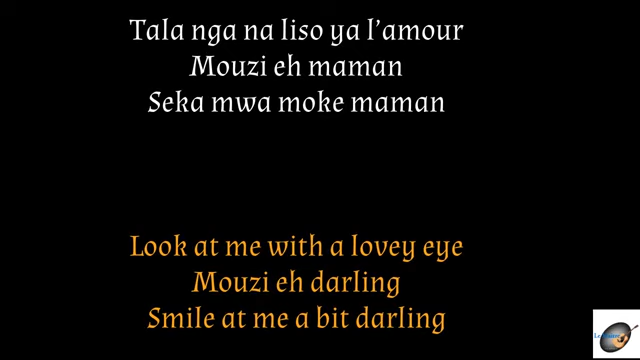 Tala nga na liso ya l’amour
Mouzi eh maman
Seka mwa moke maman
Look at me with a lovey eye
Mouzi eh darling
Smile at me a bit darling